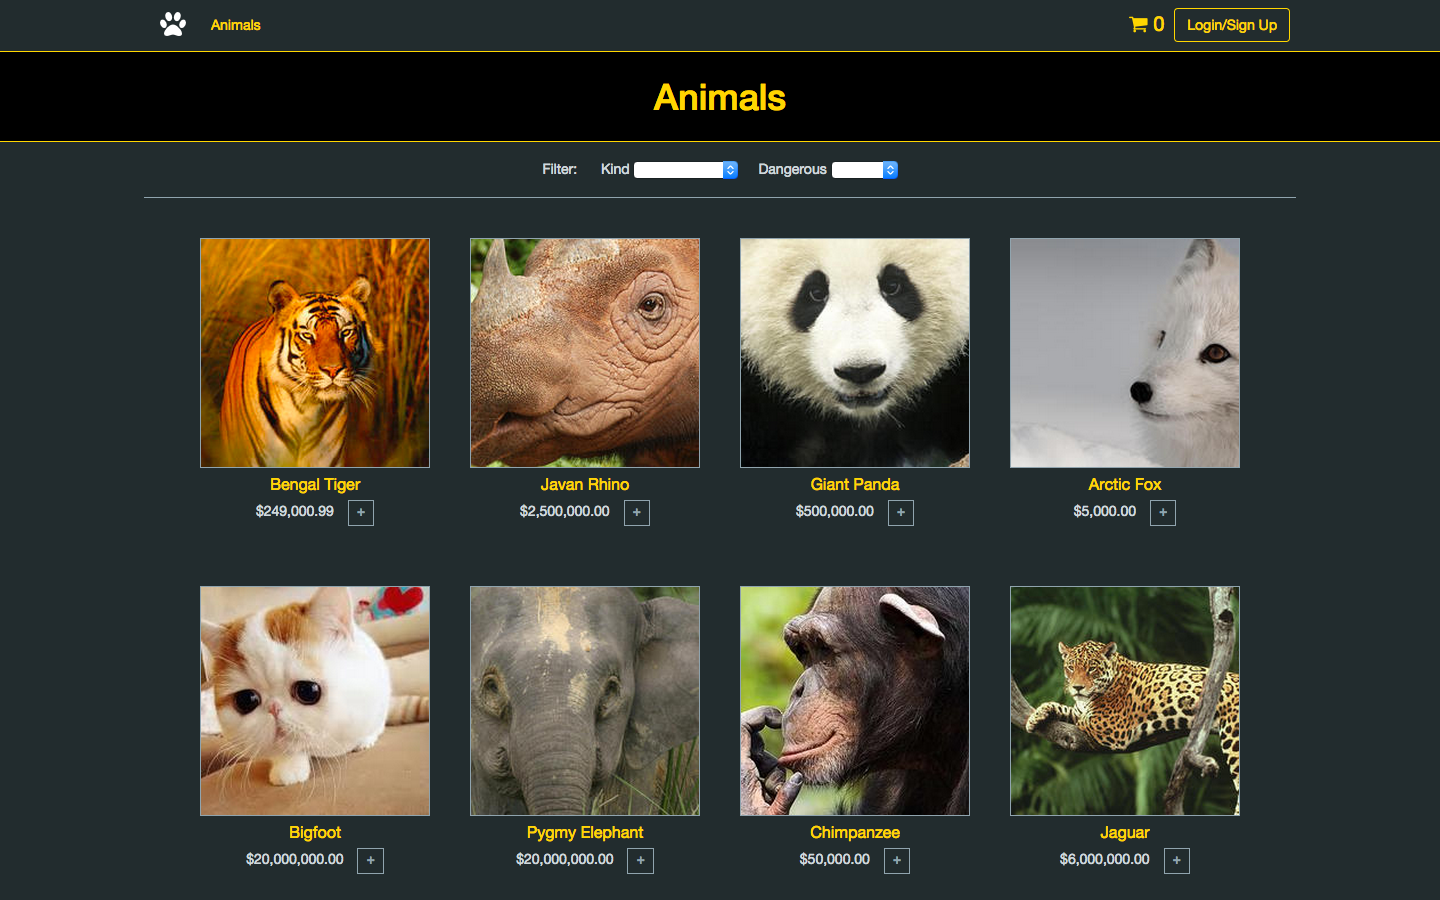 Animals
0
Login/Sign Up
Animals
Filter: Kind Dangerous
Bengal Tiger
$249,000.99 +
Javan Rhino
$2,500,000.00 +
Giant Panda
$500,000.00 +
Arctic Fox
$5,000.00 +
Bigfoot
$20,000,000.00 +
Pygmy Elephant
$20,000,000.00 +
Chimpanzee
$50,000.00 +
Jaguar
$6,000,000.00 +